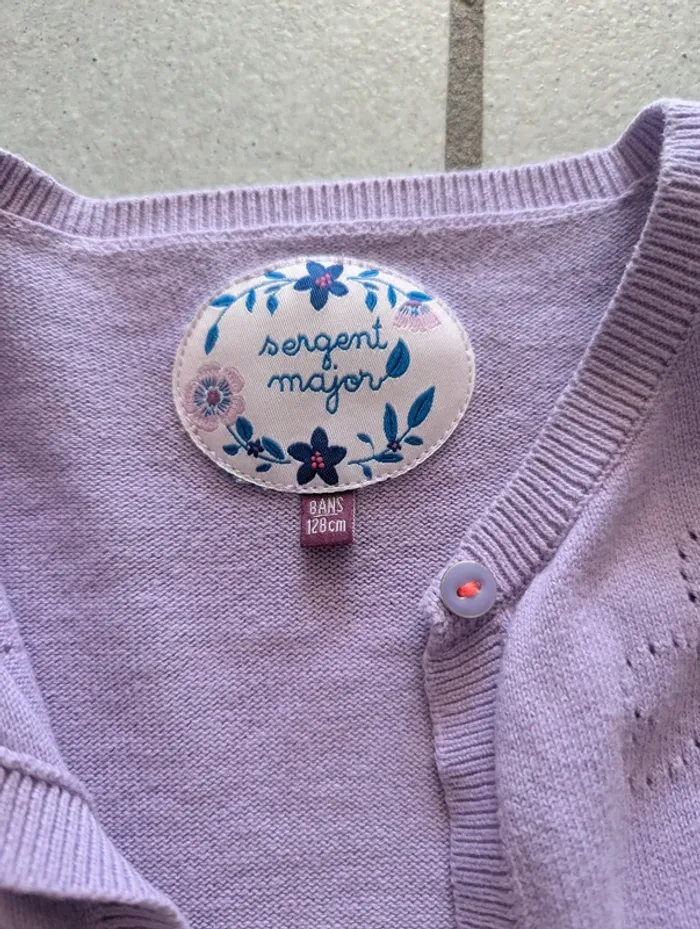 sergent
major
8ANS
128cm